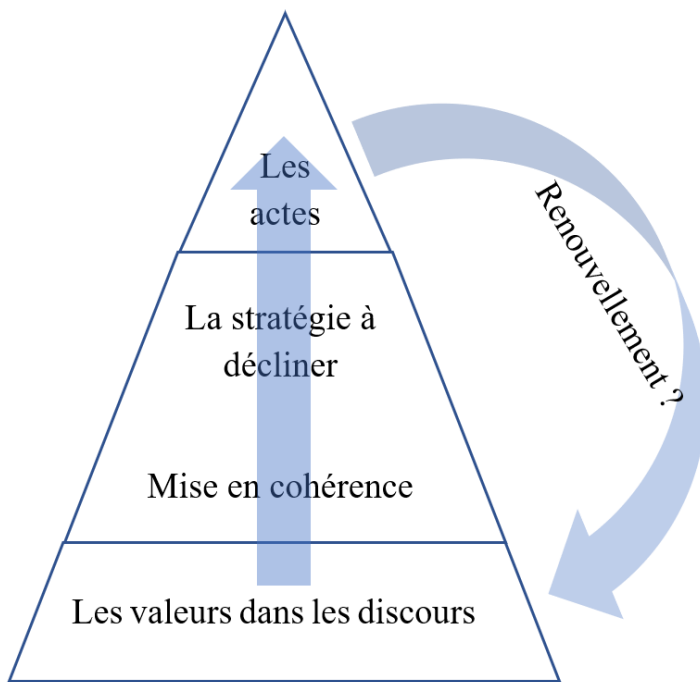 Les
actes
La stratégie à
décliner
Mise en cohérence
Les valeurs dans les discours
Renouvellement ?